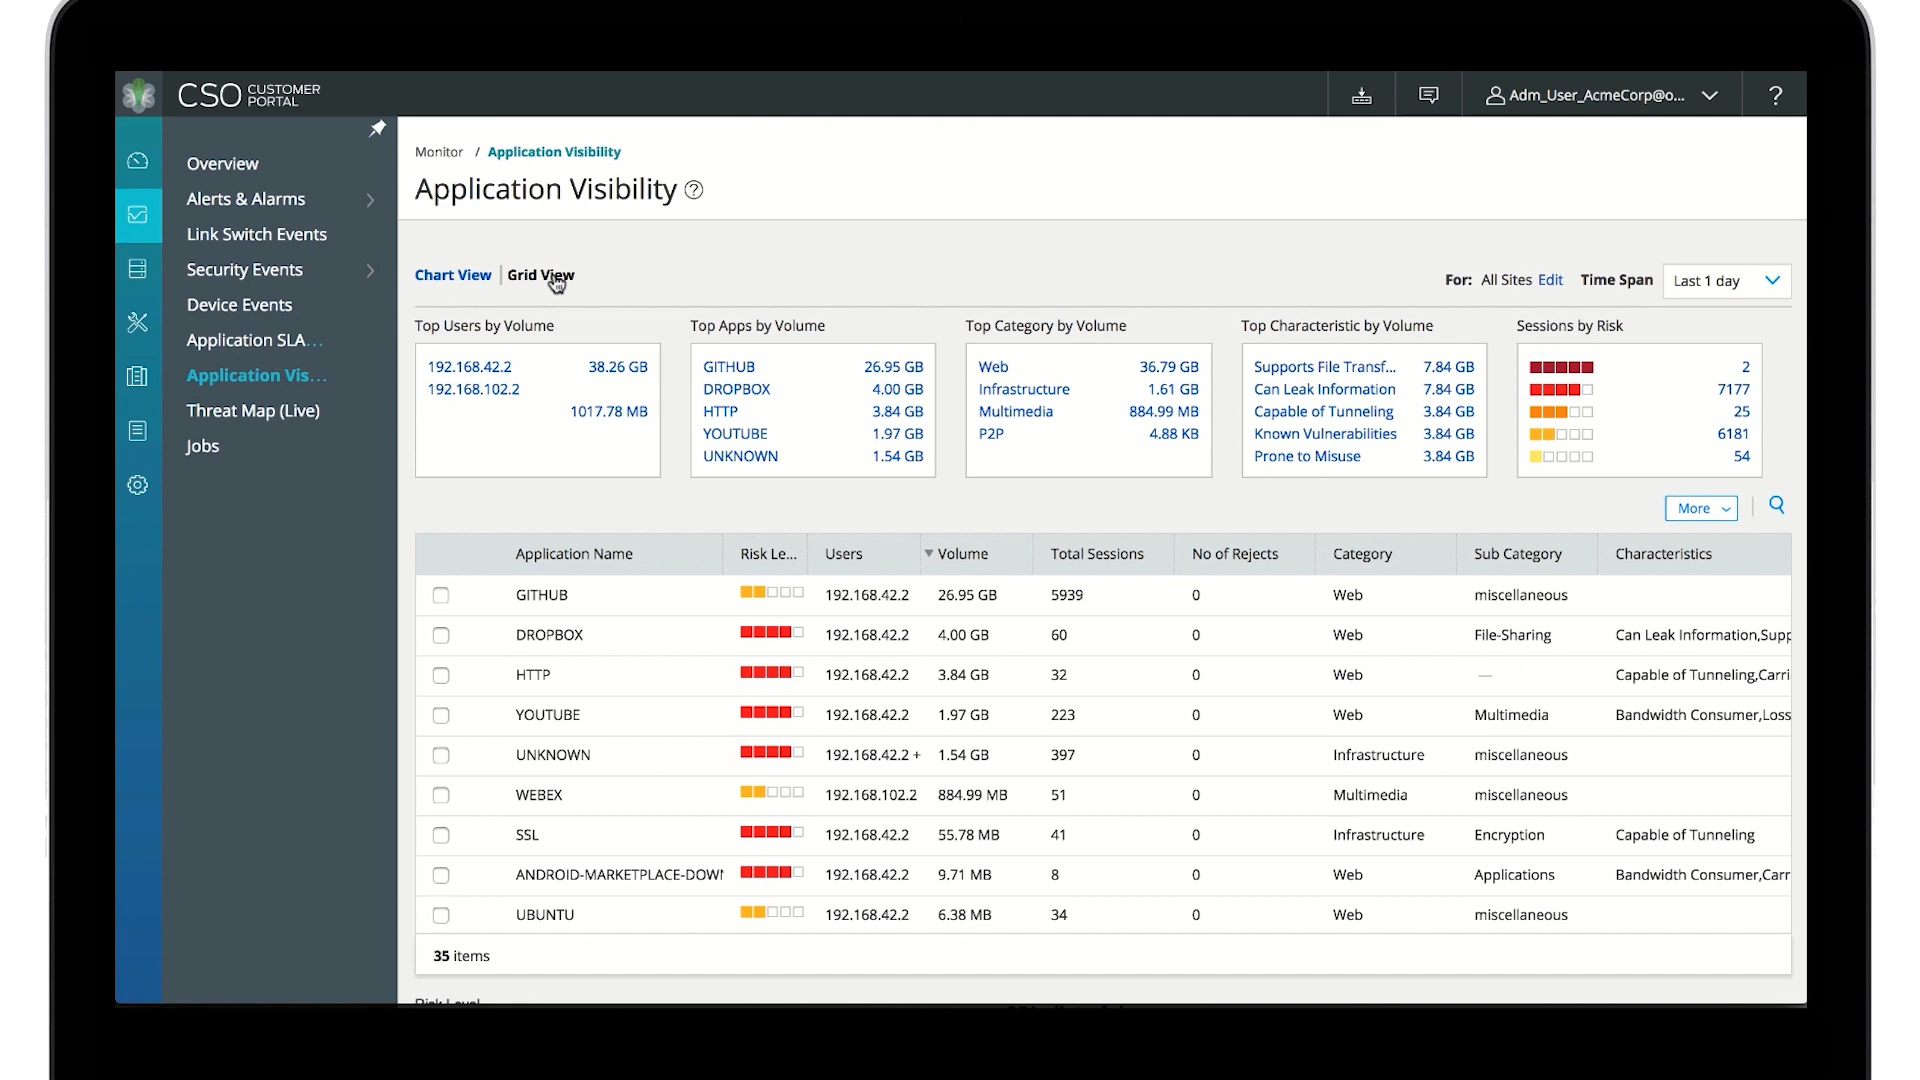 CSO CUSTOMER PORTAL
Adm_User_AcmeCorp@o...
?
Overview
Alerts & Alarms
Link Switch Events
Security Events
Device Events
Application SLA...
Application Vis...
Threat Map (Live)
Jobs
Monitor / Application Visibility
Application Visibility ?
Chart View | Grid View
For: All Sites Edit Time Span Last 1 day
Top Users by Volume
192.168.42.2 38.26 GB
192.168.102.2
1017.78 MB
Top Apps by Volume
GITHUB 26.95 GB
DROPBOX 4.00 GB
HTTP 3.84 GB
YOUTUBE 1.97 GB
UNKNOWN 1.54 GB
Top Category by Volume
Web 36.79 GB
Infrastructure 1.61 GB
Multimedia 884.99 MB
P2P 4.88 KB
Top Characteristic by Volume
Supports File Transf... 7.84 GB
Can Leak Information 7.84 GB
Capable of Tunneling 3.84 GB
Known Vulnerabilities 3.84 GB
Prone to Misuse 3.84 GB
Sessions by Risk
2
7177
25
6181
54
More
Application Name Risk Le... Users Volume Total Sessions No of Rejects Category Sub Category Characteristics
GITHUB 192.168.42.2 26.95 GB 5939 0 Web miscellaneous
DROPBOX 192.168.42.2 4.00 GB 60 0 Web File-Sharing Can Leak Information,Supp
HTTP 192.168.42.2 3.84 GB 32 0 Web — Capable of Tunneling,Carri
YOUTUBE 192.168.42.2 1.97 GB 223 0 Web Multimedia Bandwidth Consumer,Loss
UNKNOWN 192.168.42.2 + 1.54 GB 397 0 Infrastructure miscellaneous
WEBEX 192.168.102.2 884.99 MB 51 0 Multimedia miscellaneous
SSL 192.168.42.2 55.78 MB 41 0 Infrastructure Encryption Capable of Tunneling
ANDROID-MARKETPLACE-DOWN 192.168.42.2 9.71 MB 8 0 Web Applications Bandwidth Consumer,Carr
UBUNTU 192.168.42.2 6.38 MB 34 0 Web miscellaneous
35 items
Risk Level